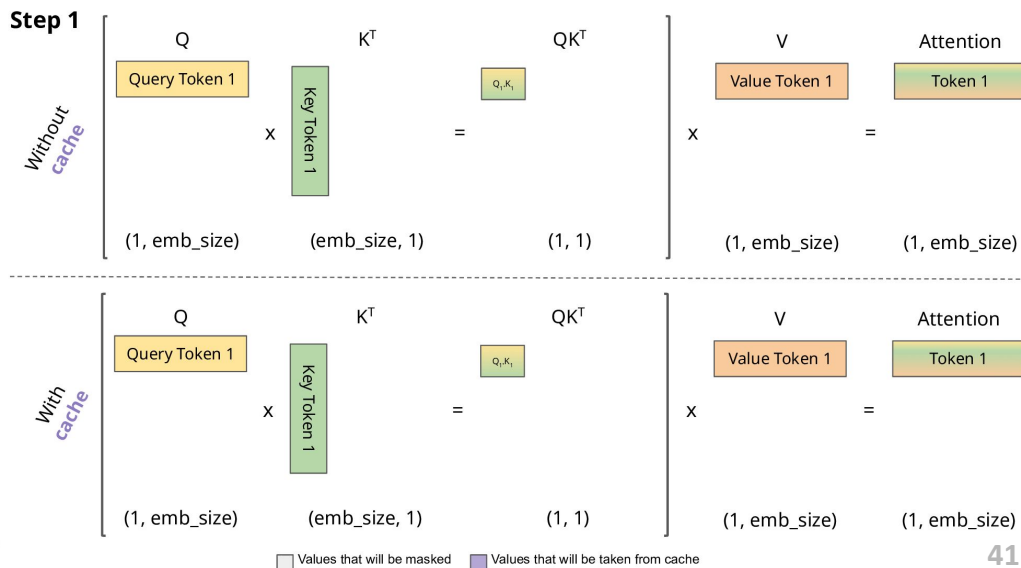 Step 1
Without
cache
Q
K^T
QK^T
V
Attention
Query Token 1
x
Key Token 1
=
Q₁.K₁
x
Value Token 1
=
Token 1
(1, emb_size)
(emb_size, 1)
(1, 1)
(1, emb_size)
(1, emb_size)
With
cache
Q
K^T
QK^T
V
Attention
Query Token 1
x
Key Token 1
=
Q₁.K₁
x
Value Token 1
=
Token 1
(1, emb_size)
(emb_size, 1)
(1, 1)
(1, emb_size)
(1, emb_size)
Values that will be masked
Values that will be taken from cache
41